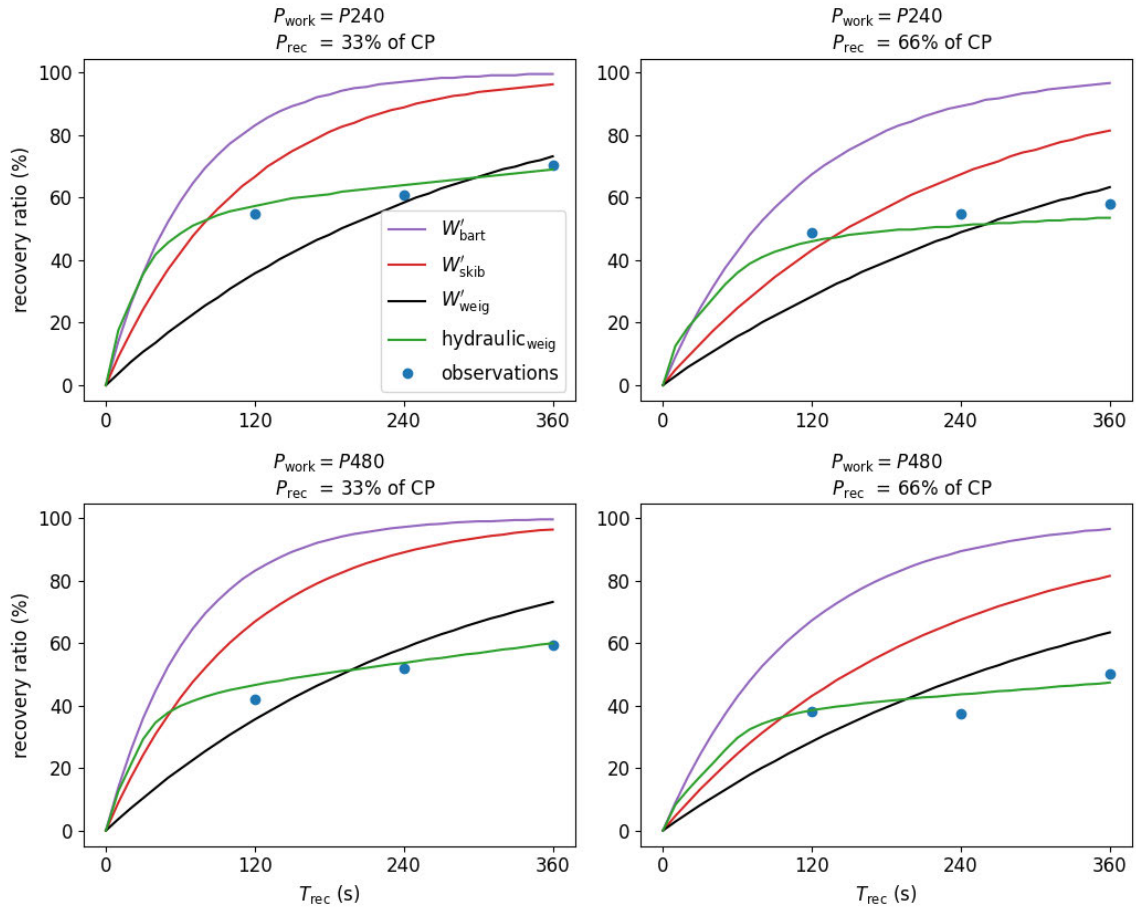 P_work = P240
P_rec = 33% of CP
P_work = P240
P_rec = 66% of CP
recovery ratio (%)
100
80
60
40
20
0
0 120 240 360
W′_bart
W′_skib
W′_weig
hydraulic_weig
observations
100
80
60
40
20
0
0 120 240 360
P_work = P480
P_rec = 33% of CP
P_work = P480
P_rec = 66% of CP
recovery ratio (%)
100
80
60
40
20
0
0 120 240 360
T_rec (s)
100
80
60
40
20
0
0 120 240 360
T_rec (s)